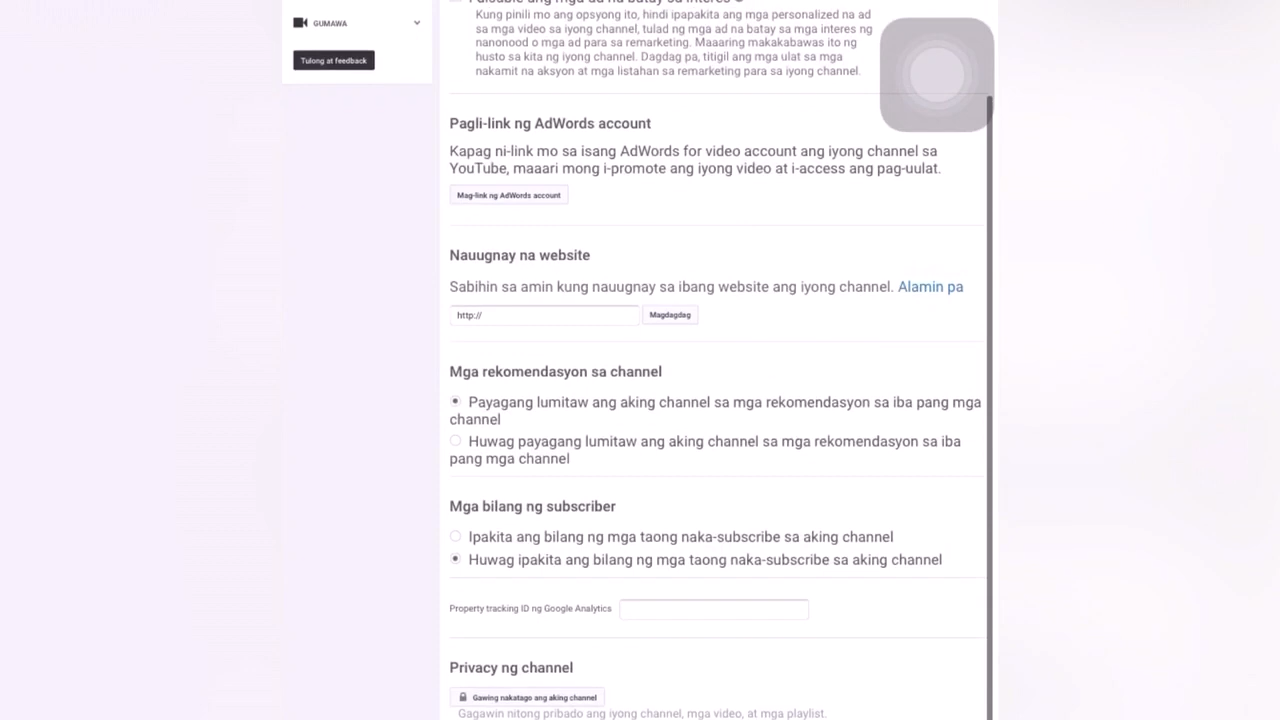 GUMAWA
Tulong at feedback
Kung pinili mo ang opsyong ito, hindi ipapakita ang mga personalized na ad
sa mga video sa iyong channel, tulad ng mga ad na batay sa mga interes ng
nanonood o mga ad para sa remarketing. Maaaring makakabawas ito ng
husto sa kita ng iyong channel. Dagdag pa, titigil ang mga ulat sa mga
nakamit na aksyon at mga listahan sa remarketing para sa iyong channel.
Pagli-link ng AdWords account
Kapag ni-link mo sa isang AdWords for video account ang iyong channel sa
YouTube, maaari mong i-promote ang iyong video at i-access ang pag-uulat.
Mag-link ng AdWords account
Nauugnay na website
Sabihin sa amin kung nauugnay sa ibang website ang iyong channel. Alamin pa
http:// Magdagdag
Mga rekomendasyon sa channel
Payagang lumitaw ang aking channel sa mga rekomendasyon sa iba pang mga
channel
Huwag payagang lumitaw ang aking channel sa mga rekomendasyon sa iba
pang mga channel
Mga bilang ng subscriber
Ipakita ang bilang ng mga taong naka-subscribe sa aking channel
Huwag ipakita ang bilang ng mga taong naka-subscribe sa aking channel
Property tracking ID ng Google Analytics
Privacy ng channel
Gawing nakatago ang aking channel
Gagawin nitong pribado ang iyong channel, mga video, at mga playlist.